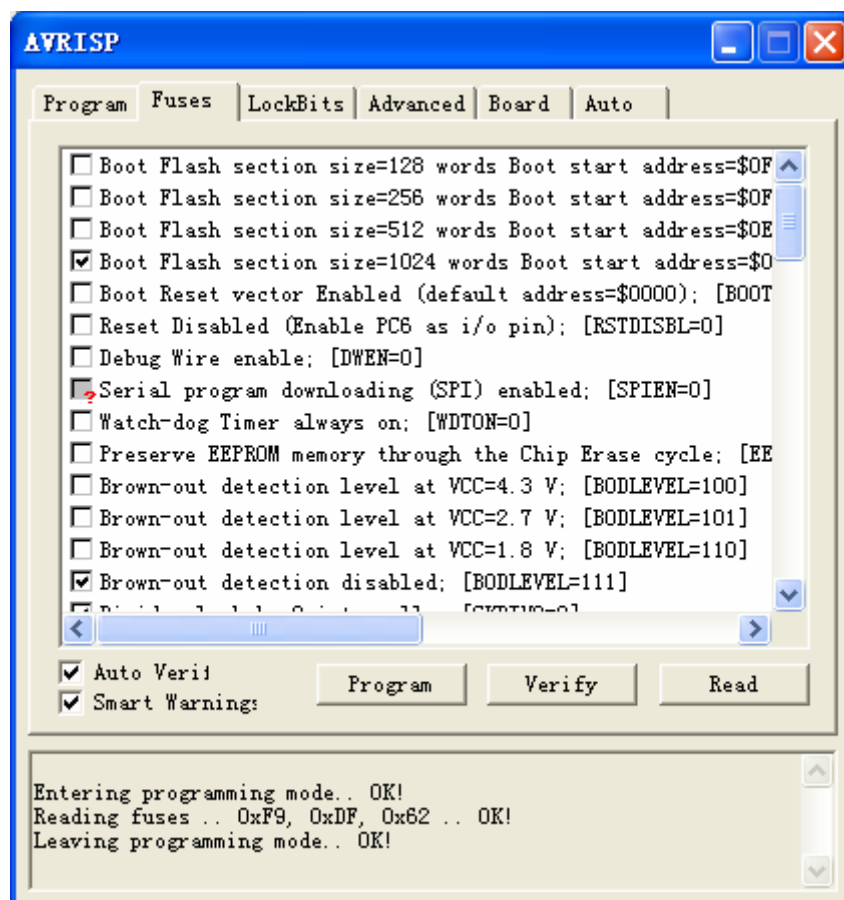 AVRISP
Program Fuses LockBits Advanced Board Auto
Boot Flash section size=128 words Boot start address=$0F
Boot Flash section size=256 words Boot start address=$0F
Boot Flash section size=512 words Boot start address=$0E
Boot Flash section size=1024 words Boot start address=$0
Boot Reset vector Enabled (default address=$0000); [BOOT
Reset Disabled (Enable PC6 as i/o pin); [RSTDISBL=0]
Debug Wire enable; [DWEN=0]
?Serial program downloading (SPI) enabled; [SPIEN=0]
Watch-dog Timer always on; [WDTON=0]
Preserve EEPROM memory through the Chip Erase cycle; [EE
Brown-out detection level at VCC=4.3 V; [BODLEVEL=100]
Brown-out detection level at VCC=2.7 V; [BODLEVEL=101]
Brown-out detection level at VCC=1.8 V; [BODLEVEL=110]
Brown-out detection disabled; [BODLEVEL=111]
Auto Verif
Smart Warnings
Program Verify Read
Entering programming mode.. OK!
Reading fuses .. 0xF9, 0xDF, 0x62 .. OK!
Leaving programming mode.. OK!